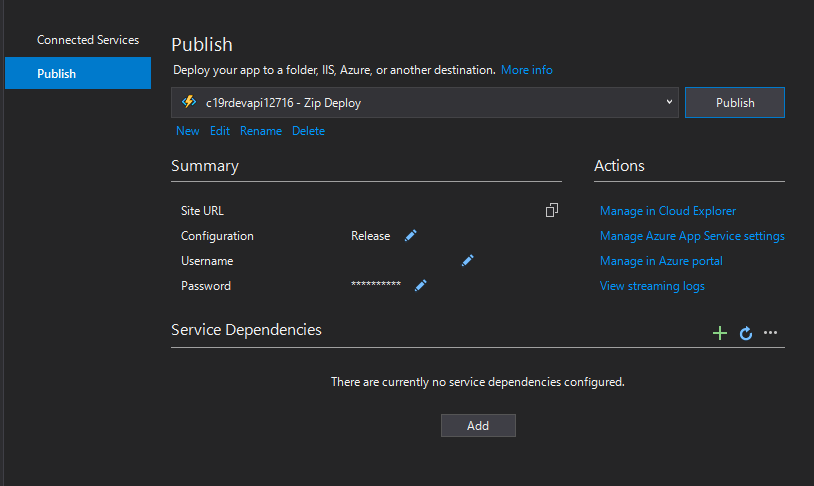 Connected Services
Publish
Publish
Deploy your app to a folder, IIS, Azure, or another destination. More info
c19rdevapi12716 - Zip Deploy
Publish
New Edit Rename Delete
Summary
Site URL
Configuration Release
Username
Password **********
Actions
Manage in Cloud Explorer
Manage Azure App Service settings
Manage in Azure portal
View streaming logs
Service Dependencies
There are currently no service dependencies configured.
Add